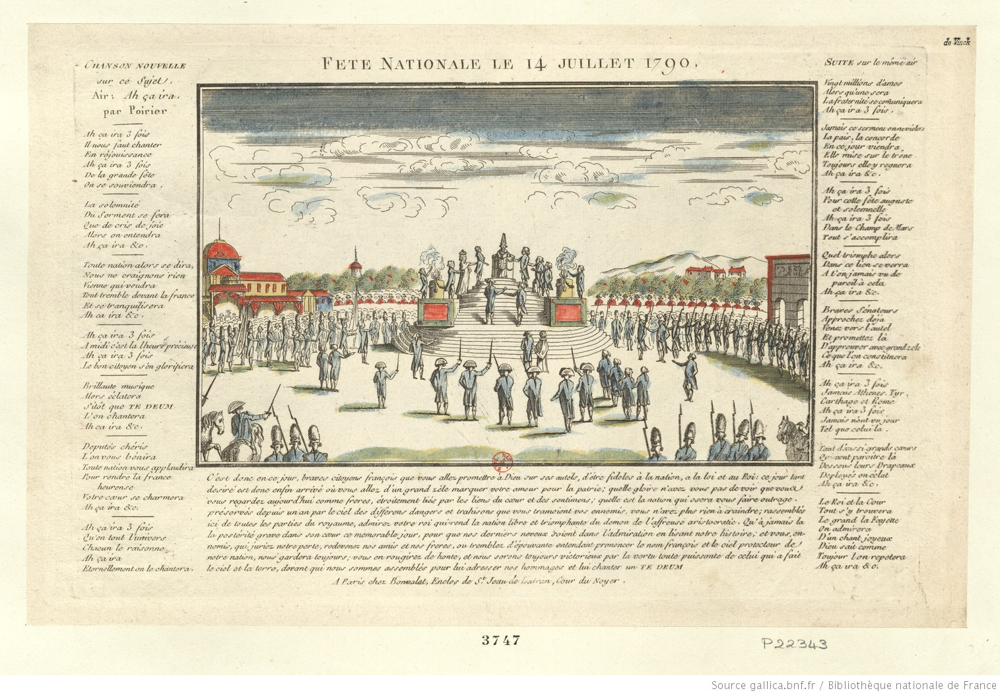 de Vinck
FETE NATIONALE LE 14 JUILLET 1790.
CHANSON NOUVELLE
sur ce Sujet.
Air: Ah ça ira.
par Poirier
Ah ça ira 3 fois
Il nous faut chanter
En réjouissance
Ah ça ira 3 fois
De la grande fête
On se souviendra.
La solemnité
Du Serment se fera
Que de cris de joie
Alors on entendra
Ah ça ira &c.
Toute nation alors se dira,
Nous ne craignons rien
Vienne qui voudra
Tout tremble devant la france
Et se tranquilisera
Ah ca ira &c.
Ah ça ira 3 fois
A midi c'est la lheure précieuse
Ah ça ira 3 fois
Le bon citoyen s'en glorifiera
Brillante musique
Alors éclatera
S'itôt que TE DEUM
L'on chantera
Ah ca ira &c.
Deputés chéris
L'on vous bénira
Toute nation vous applaudira
Pour rendre la france
heureuse
Votre cœur se charmera
Ah ça ira &c.
Ah ça ira 3 fois
Qu'en tout l'univers
Chacun le raisonne
Ah ça ira
Eternellement on le chantera.
SUITE sur le même air
Vingt millions d'ames
Alors qu'une sera
La fraternité se comuniquera
Ah ça ira 3 fois.
Jamais ce serment on ne violera
La paix, la concorde
En ce jour viendra
Elle mise sur le trône
Toujours elle y regnera
Ah ça ira &c.
Ah ça ira 3 fois
Pour cette fête auguste
et solemnelle
Ah ça ira 3 fois
Dans le Champ de Mars
Tout s'accomplira
Quel triomphe alors
Dans ce lien se verra
A t'on jamais vu de
pareil à cela
Ah ça ira &c.
Braves Sénateurs
Approchez déja
Venez vers l'autel
Et promettez là
D'approuver avec grand zele
Ce que l'on constituera
Ah ça ira &c.
Ah ça ira 3 fois
Jamais Athènes, Tyr,
Carthage et Rome
Ah ça ira 3 fois
Jamais n'ont vu jour
Tel que celui la.
Tant d'aussi grands cœurs
Qu'vont paroitre là
Dessous leurs Drapeaux
Deployés en éclat
Ah ça ira &c.
Le Roi et la Cour
Tout s'y trouvera
Le grand la Fayette
On admirera
D'un chant joyeux
Dieu sait comme
Toujour l'on repetera
Ah ça ira &c.
C'est donc en ce jour, braves citoyens françois que vous allez promettre à Dieu sur ses autels, d'être fideles à la nation, a la loi et au Roi: ce jour tant
desiré est donc enfin arrivé où vous allez d'un grand zèle marquer votre amour pour la patrie; quelle gloire n'avez vous pas de voir que vous
vous regardez aujourd'hui comme freres, étroitement liés par les liens du cœur et des sentimens; quelle est la nation qui osera vous faire outrage.
préservés depuis un an par le ciel des différens dangers et trahisons que vous tramoient vos ennemis, vous n'avez plus rien à craindre; rassemblés
ici de toutes les parties du royaume, admirez votre roi qui rend la nation libre et triomphante du demon de l'affreuse aristocratie. Qu'à jamais la
la posterité grave dans son cœur ce memorable jour, pour que nos derniers neveux soient dans l'admiration en lisant notre histoire; et vous, en-
nemis, qui juriez notre perte, redevenez nos amis et nos freres, ou tremblez d'épouvante entendant prononcer le nom françois et le ciel protecteur de
notre nation, nous gardera toujours; vous en rougirez de honte, et nous serons toujours victorieux par la vertu toute puissante de celui qui a fait
le ciel et la terre, devant qui nous sommes assemblés pour lui adresser nos hommages et lui chanter un TE DEUM
A Paris chez Bonvalet, Enclos de St. Jean de Latran, Cour du Noyer.
3747
P22343
Source gallica.bnf.fr / Bibliothèque nationale de France